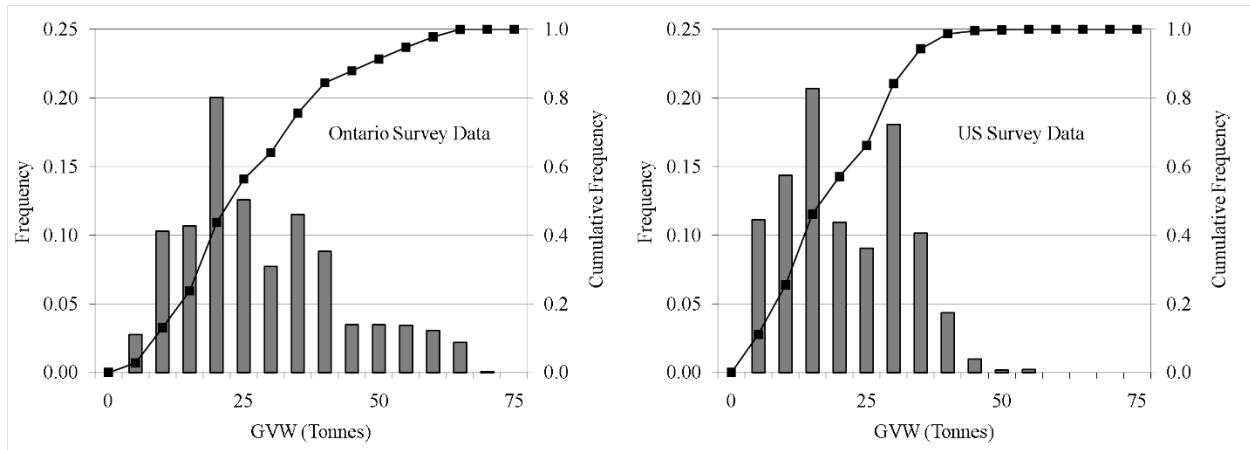 0.25
0.20
0.15
0.10
0.05
0.00
Frequency
1.0
0.8
0.6
0.4
0.2
0.0
Cumulative Frequency
Ontario Survey Data
0 25 50 75
GVW (Tonnes)
0.25
0.20
0.15
0.10
0.05
0.00
Frequency
1.0
0.8
0.6
0.4
0.2
0.0
Cumulative Frequency
US Survey Data
0 25 50 75
GVW (Tonnes)